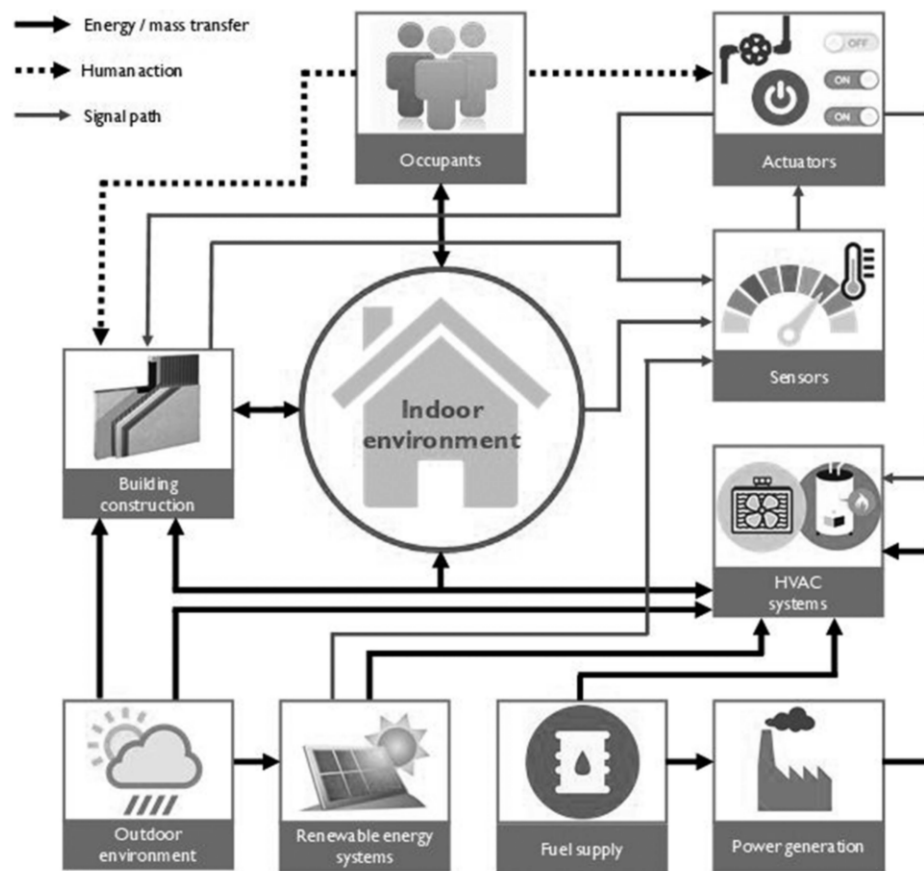 Energy / mass transfer
Human action
Signal path
Occupants
OFF
ON
ON
Actuators
Sensors
Indoor
environment
Building
construction
HVAC
systems
Outdoor
environment
Renewable energy
systems
Fuel supply
Power generation